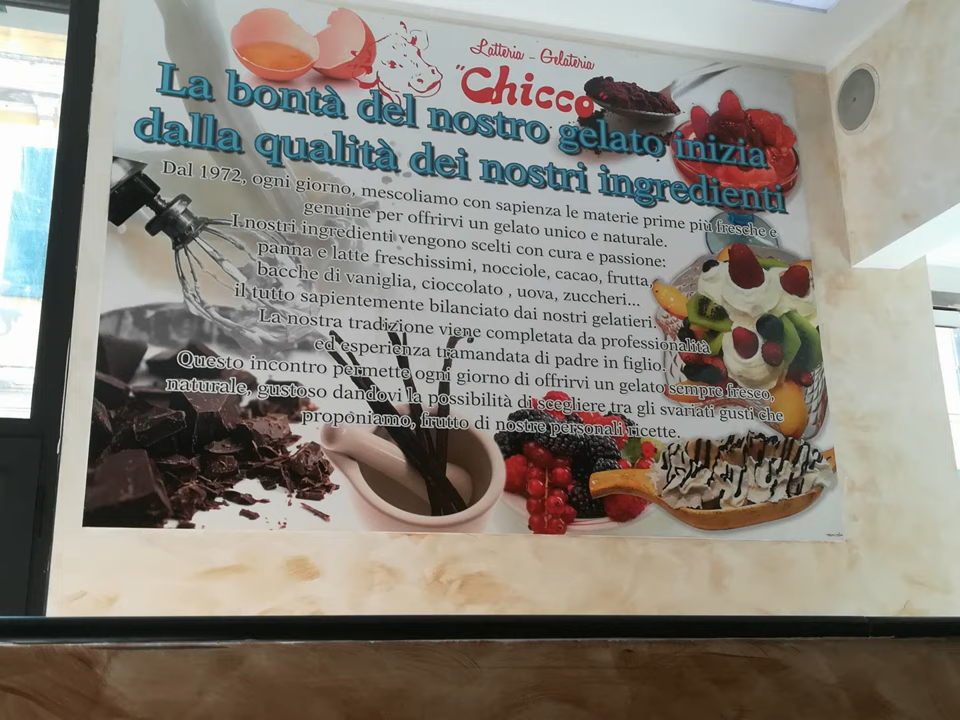 Latteria - Gelateria
"Chicco
La bontà del nostro gelato inizia
dalla qualità dei nostri ingredienti
Dal 1972, ogni giorno, mescoliamo con sapienza le materie prime più fresche e
genuine per offrirvi un gelato unico e naturale.
I nostri ingredienti vengono scelti con cura e passione:
panna e latte freschissimi, nocciole, cacao, frutta,
bacche di vaniglia, cioccolato , uova, zuccheri...
il tutto sapientemente bilanciato dai nostri gelatieri.
La nostra tradizione viene completata da professionalità
ed esperienza tramandata di padre in figlio.
Questo incontro permette ogni giorno di offrirvi un gelato sempre fresco,
naturale, gustoso dandovi la possibilità di scegliere tra gli svariati gusti che
proponiamo, frutto di nostre personali ricette.